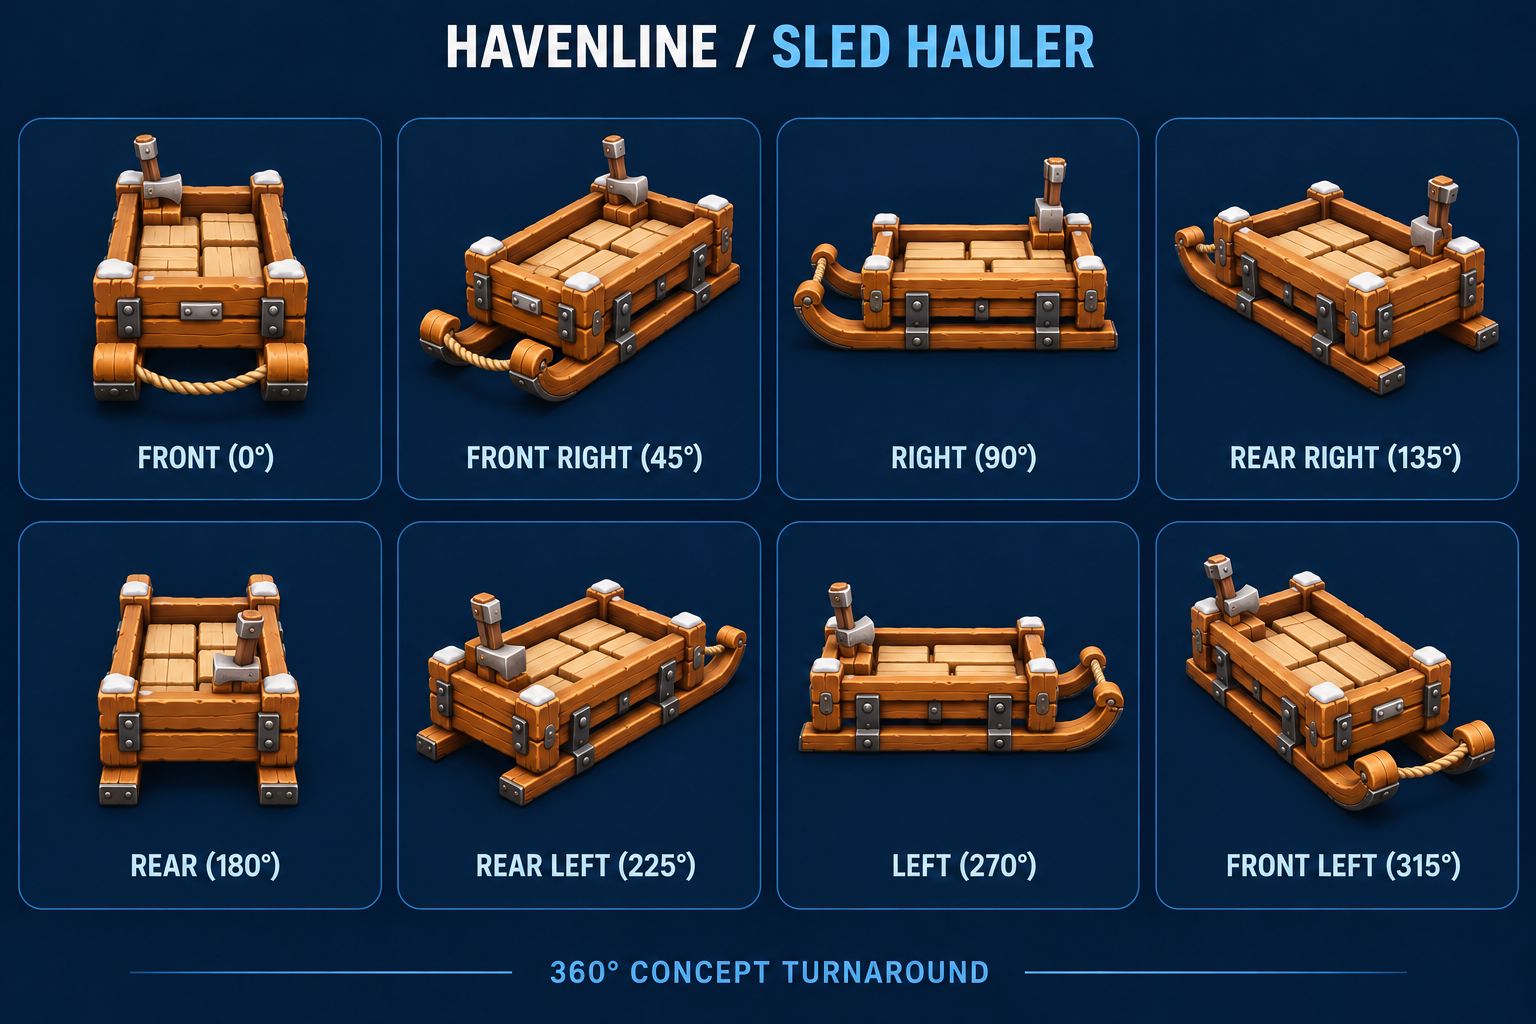 HAVENLINE / SLED HAULER
FRONT (0°)
FRONT RIGHT (45°)
RIGHT (90°)
REAR RIGHT (135°)
REAR (180°)
REAR LEFT (225°)
LEFT (270°)
FRONT LEFT (315°)
360° CONCEPT TURNAROUND